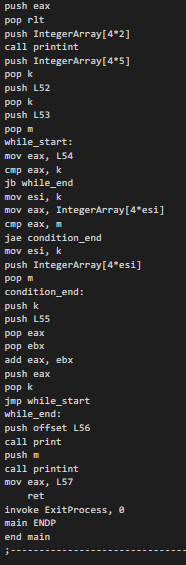 push eax
pop rlt
push IntegerArray[4*2]
call printint
push IntegerArray[4*5]
pop k
push L52
pop k
push L53
pop m
while_start:
mov eax, L54
cmp eax, k
jb while_end
mov esi, k
mov eax, IntegerArray[4*esi]
cmp eax, m
jae condition_end
mov esi, k
push IntegerArray[4*esi]
pop m
condition_end:
push k
push L55
pop eax
pop ebx
add eax, ebx
push eax
pop k
jmp while_start
while_end:
push offset L56
call print
push m
call printint
mov eax, L57
    ret
invoke ExitProcess, 0
main ENDP
end main
;--------------------------------